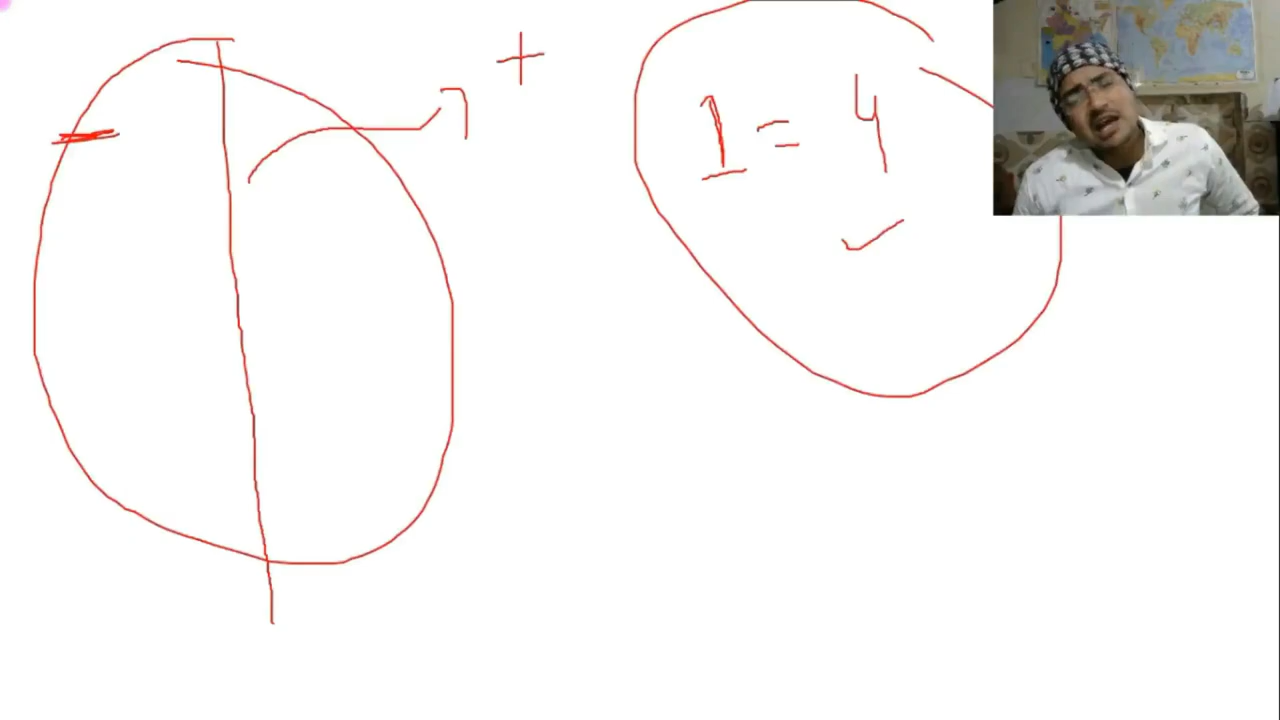 +
1 = 4